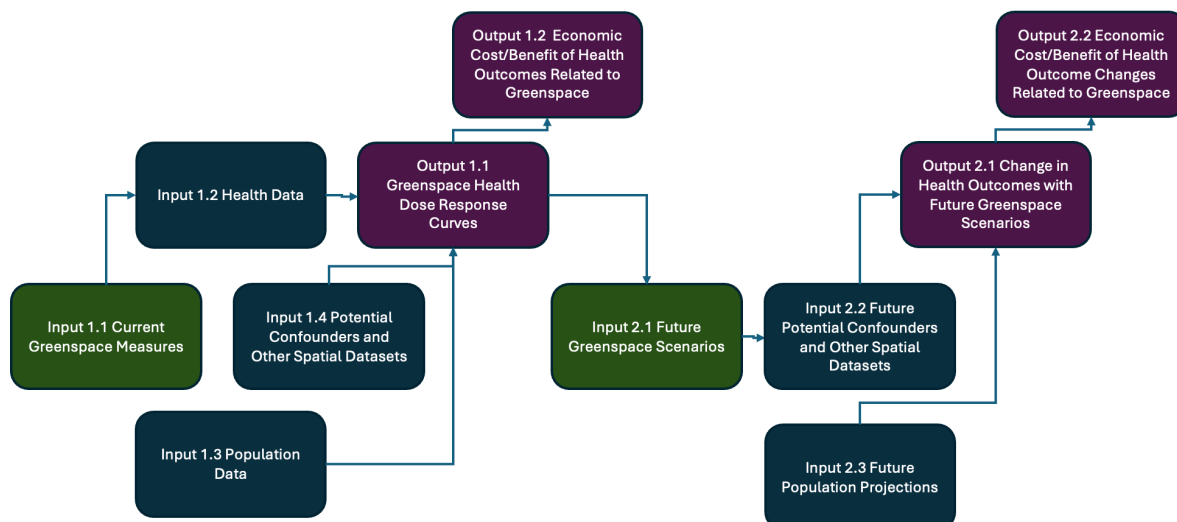 Output 1.2 Economic
Cost/Benefit of Health
Outcomes Related to
Greenspace
Output 2.2 Economic
Cost/Benefit of Health
Outcome Changes
Related to Greenspace
Input 1.2 Health Data
Output 1.1
Greenspace Health
Dose Response
Curves
Output 2.1 Change in
Health Outcomes with
Future Greenspace
Scenarios
Input 1.1 Current
Greenspace Measures
Input 1.4 Potential
Confounders and
Other Spatial Datasets
Input 2.1 Future
Greenspace Scenarios
Input 2.2 Future
Potential Confounders
and Other Spatial
Datasets
Input 1.3 Population
Data
Input 2.3 Future
Population Projections